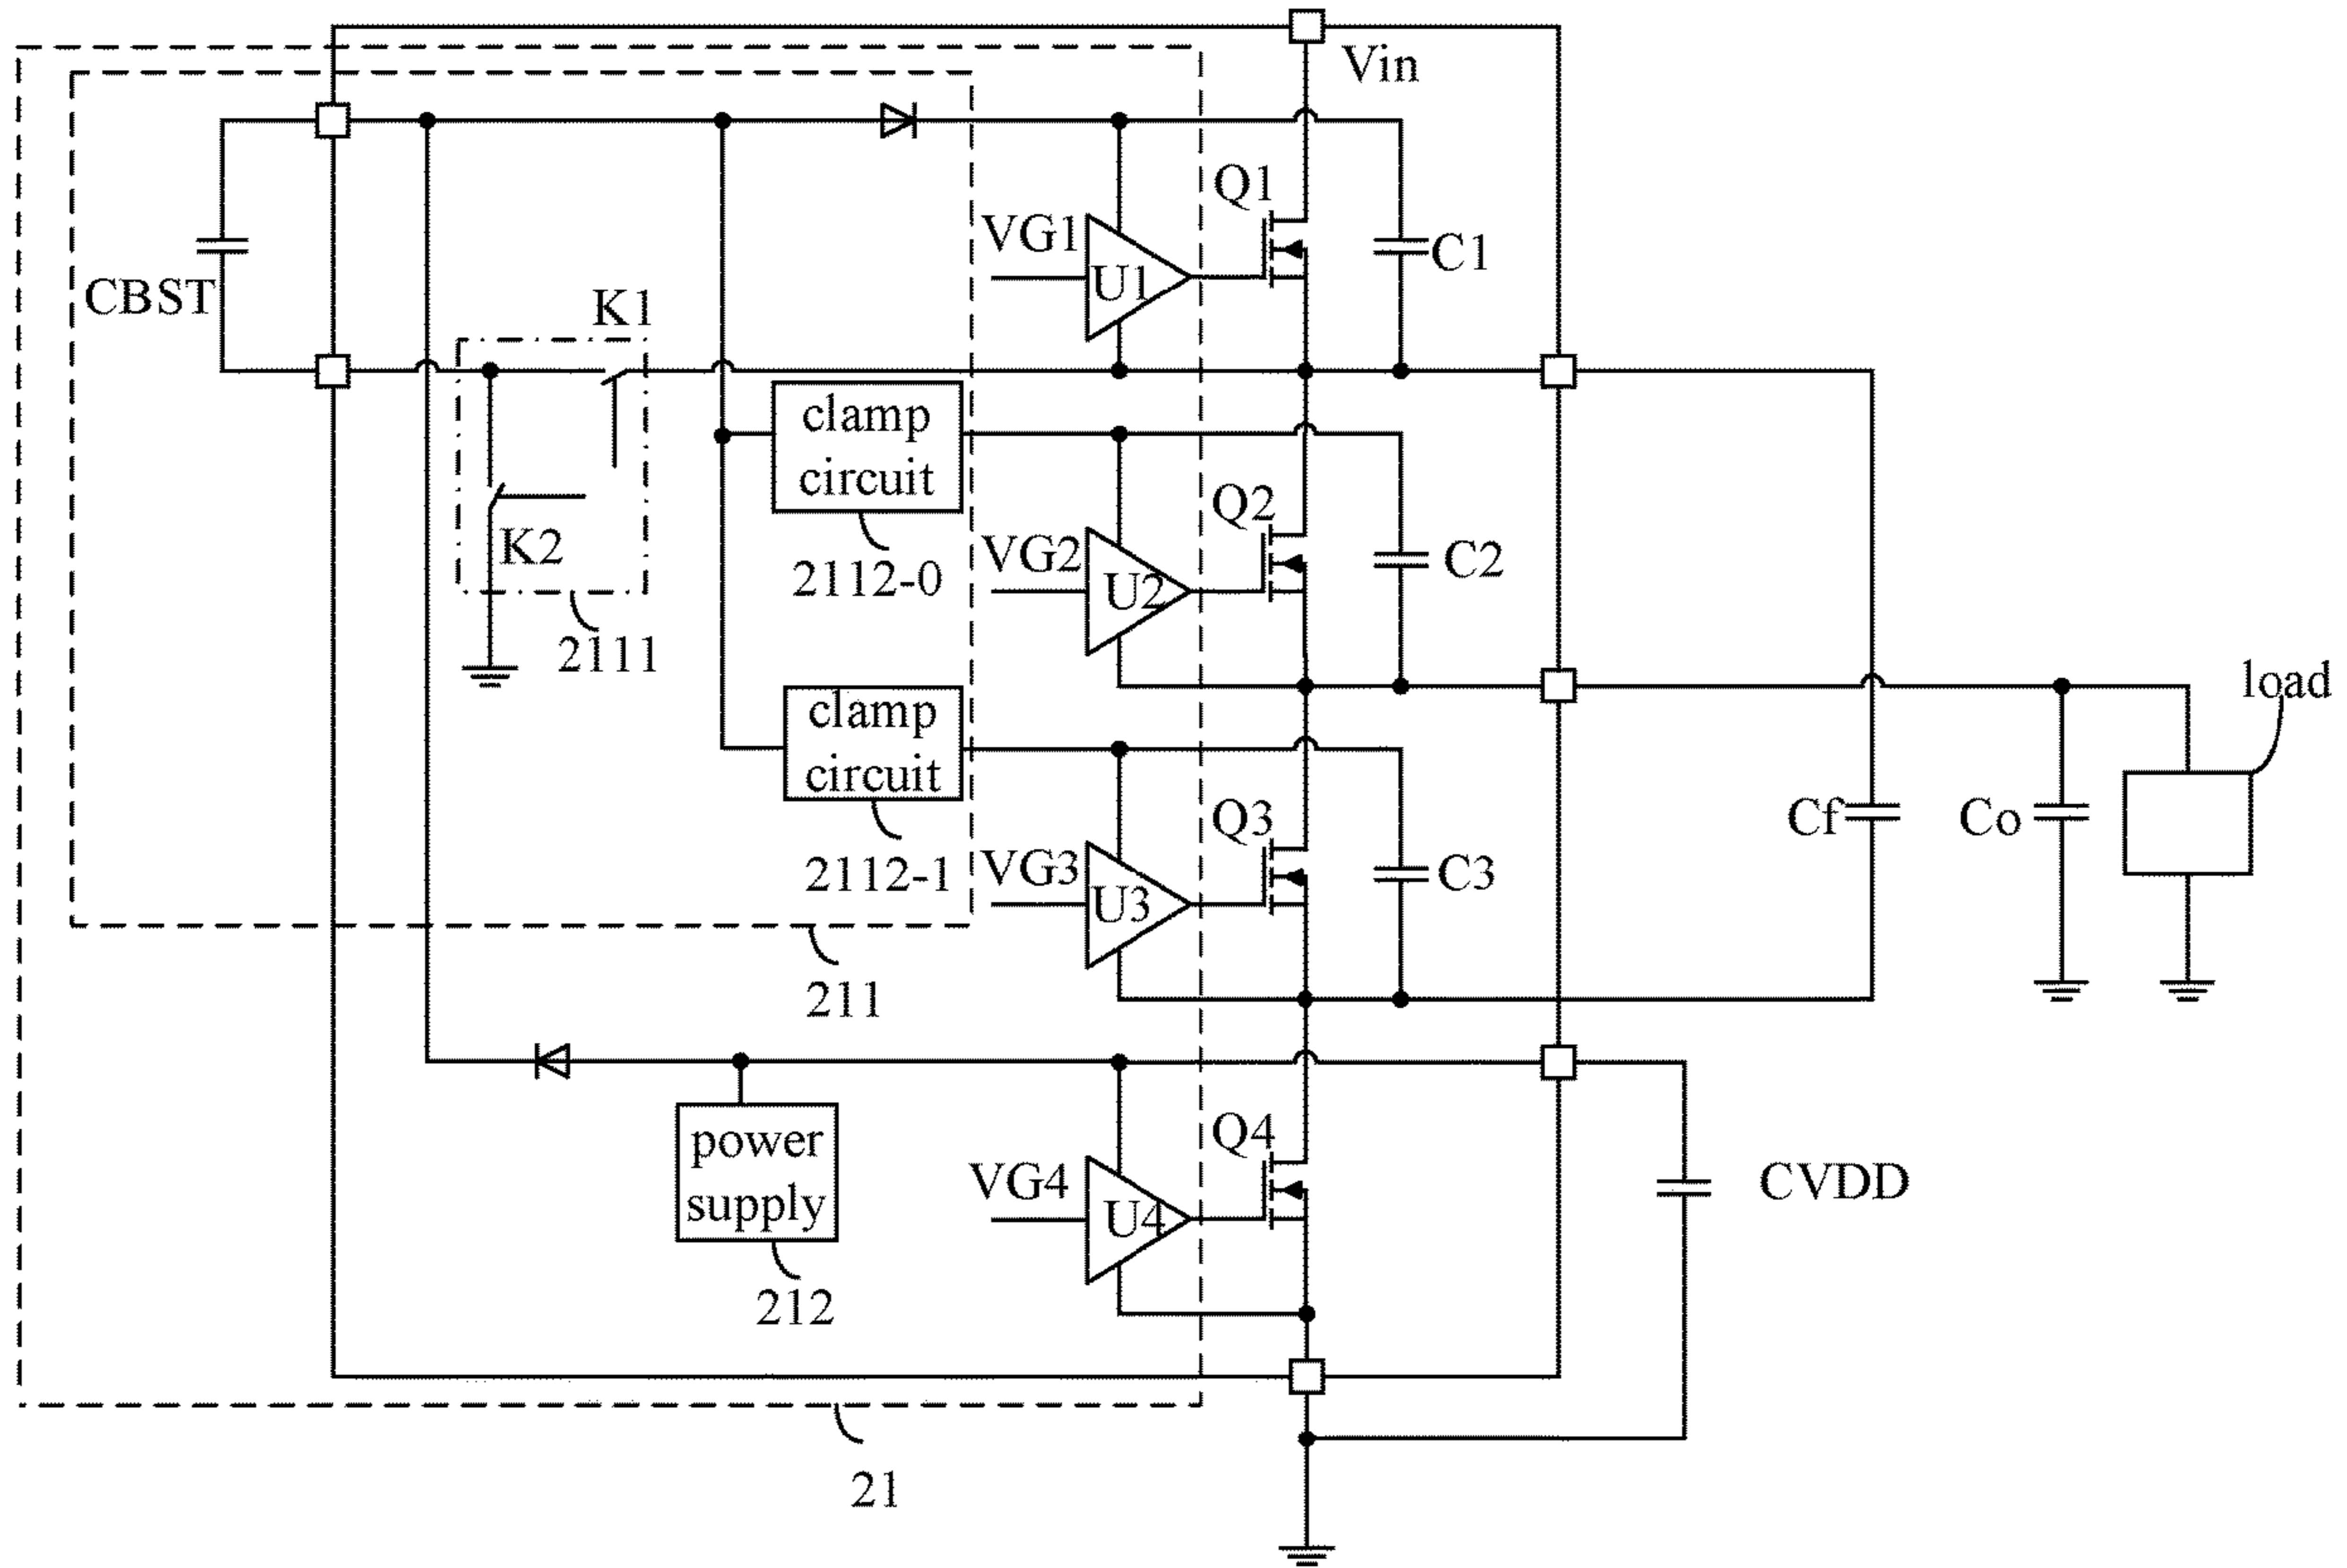 Vin
Q1
VG1
U1
C1
CBST
K1
clamp
circuit
2112-0
K2
2111
Q2
VG2
U2
C2
load
clamp
circuit
2112-1
Q3
VG3
U3
C3
Cf
Co
211
power
supply
212
Q4
VG4
U4
CVDD
21